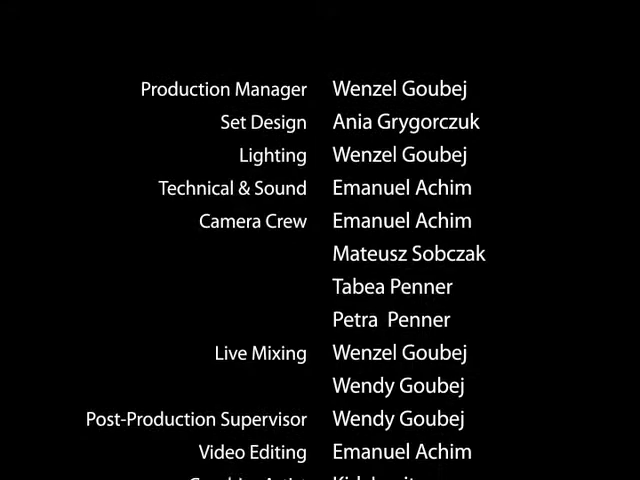 Production Manager Wenzel Goubej
Set Design Ania Grygorczuk
Lighting Wenzel Goubej
Technical & Sound Emanuel Achim
Camera Crew Emanuel Achim
Mateusz Sobczak
Tabea Penner
Petra Penner
Live Mixing Wenzel Goubej
Wendy Goubej
Post-Production Supervisor Wendy Goubej
Video Editing Emanuel Achim